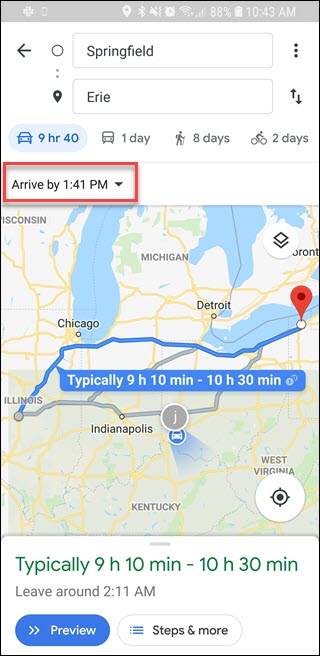 88% 10:43 AM
Springfield
Erie
9 hr 40
1 day
8 days
2 days
Arrive by 1:41 PM
WISCONSIN
MICHIGAN
oront
Detroit
Chicago
Typically 9 h 10 min - 10 h 30 min
ILLINOIS
j
Indianapolis
WEST
VIRGINIA
KENTUCKY
Typically 9 h 10 min - 10 h 30 min
Leave around 2:11 AM
Preview
Steps & more